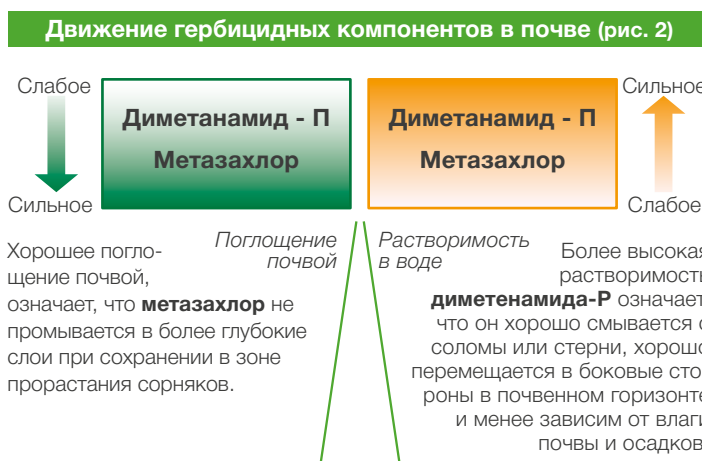 Движение гербицидных компонентов в почве (рис. 2)
Слабое
Диметанамид - П
Метазахлор
Сильное
Диметанамид - П
Метазахлор
Сильное
Слабое
Поглощение
почвой
Растворимость
в воде
Хорошее погло-
щение почвой,
означает, что метазахлор не
промывается в более глубокие
слои при сохранении в зоне
прорастания сорняков.
Более высокая
растворимость
диметенамида-Р означает,
что он хорошо смывается с
соломы или стерни, хорошо
перемещается в боковые сто-
роны в почвенном горизонте
и менее зависим от влаги
почвы и осадков